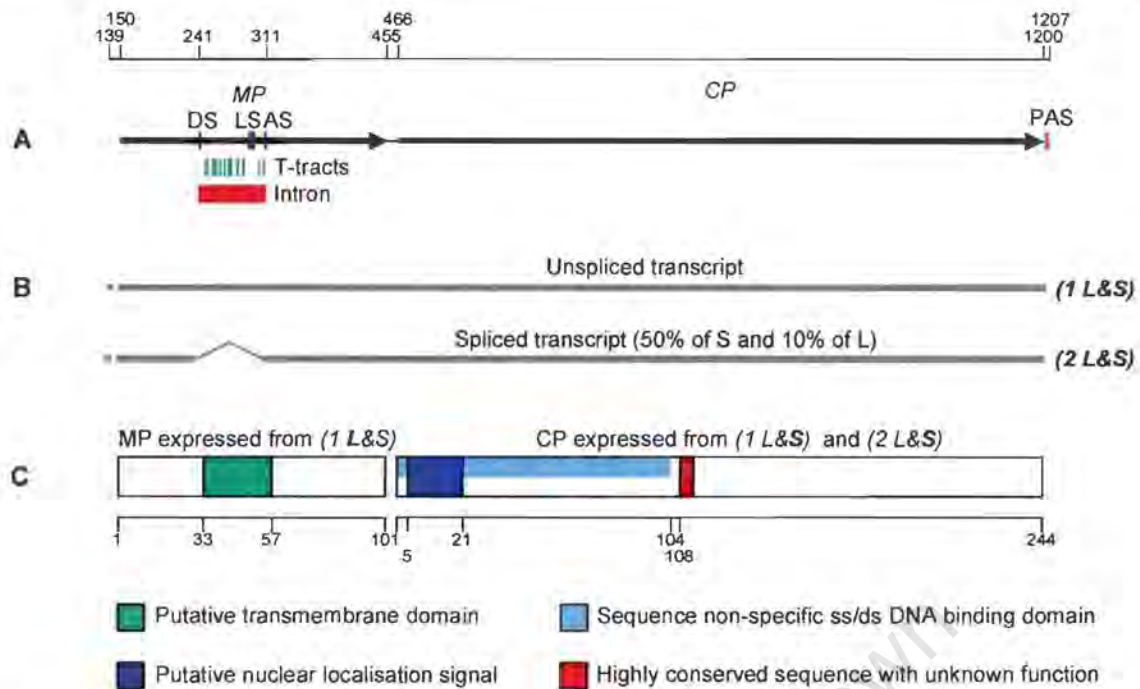 150 466 1207
139 241 311 455 1200
MP CP
DS LS AS PAS
A
T-tracts
Intron
Unspliced transcript
B (1 L&S)
Spliced transcript (50% of S and 10% of L)
(2 L&S)
MP expressed from (1 L&S) CP expressed from (1 L&S) and (2 L&S)
C
1 33 57 101 21 104 244
5 108
Putative transmembrane domain Sequence non-specific ss/ds DNA binding domain
Putative nuclear localisation signal Highly conserved sequence with unknown function